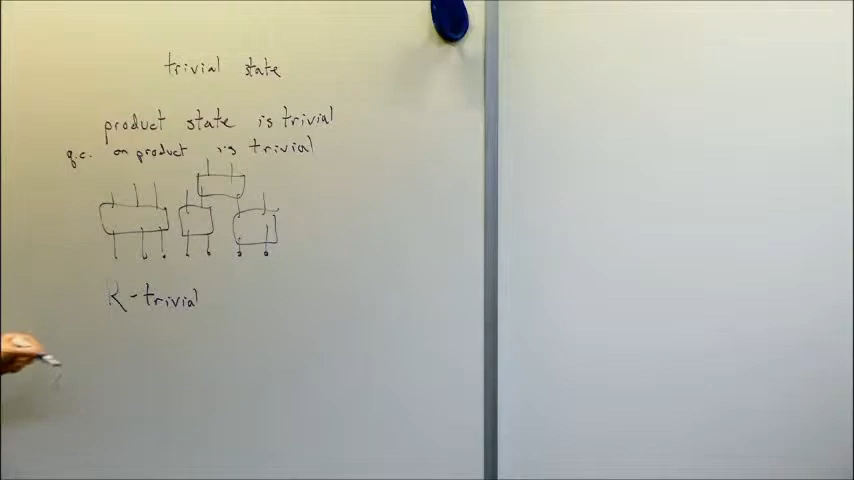 trivial state
product state is trivial
q.c. on product is trivial
R-trivial